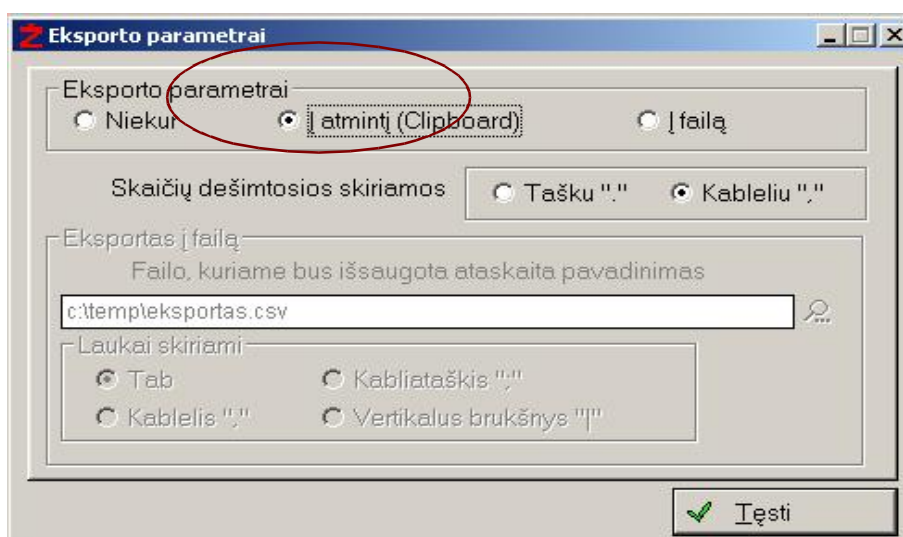 Ž Eksporto parametrai
Eksporto parametrai
Niekur Į atmintį (Clipboard) Į failą
Skaičių dešimtosios skiriamos Tašku "." Kableliu ","
Eksportas į failą
Failo, kuriame bus išsaugota ataskaita pavadinimas
c:\temp\eksportas.csv
Laukai skiriami
Tab Kabliataškis ";"
Kablelis "," Vertikalus brukšnys "|"
Tęsti